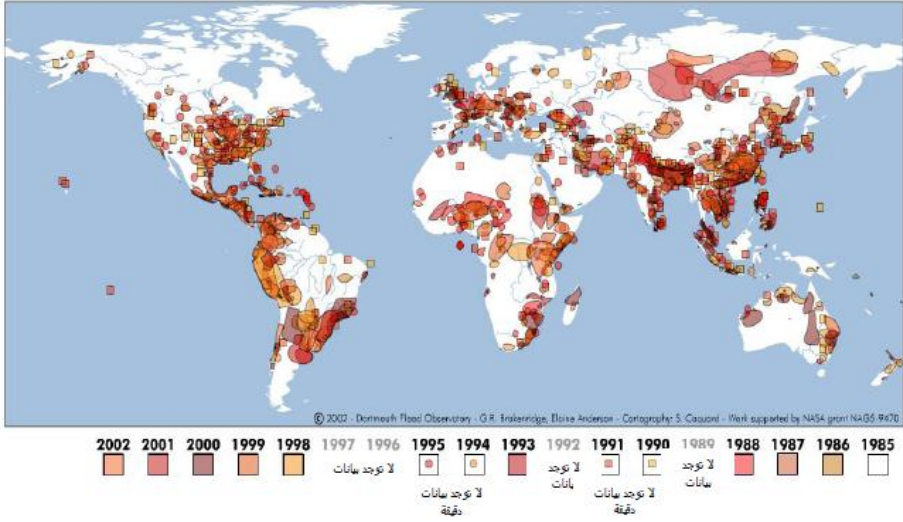 © 2002 - Dartmouth Flood Observatory - G.R. Brakenridge, Elaine Anderson - Cartography: S. Caquard - Work supported by NASA grant NAG5-9470
2002 2001 2000 1999 1998 1997 1996 1995 1994 1993 1992 1991 1990 1989 1988 1987 1986 1985
لا توجد بيانات
لا توجد بيانات دقيقة
لا توجد
يانات
لا توجد بيانات دقيقة
لا توجد
بيانات